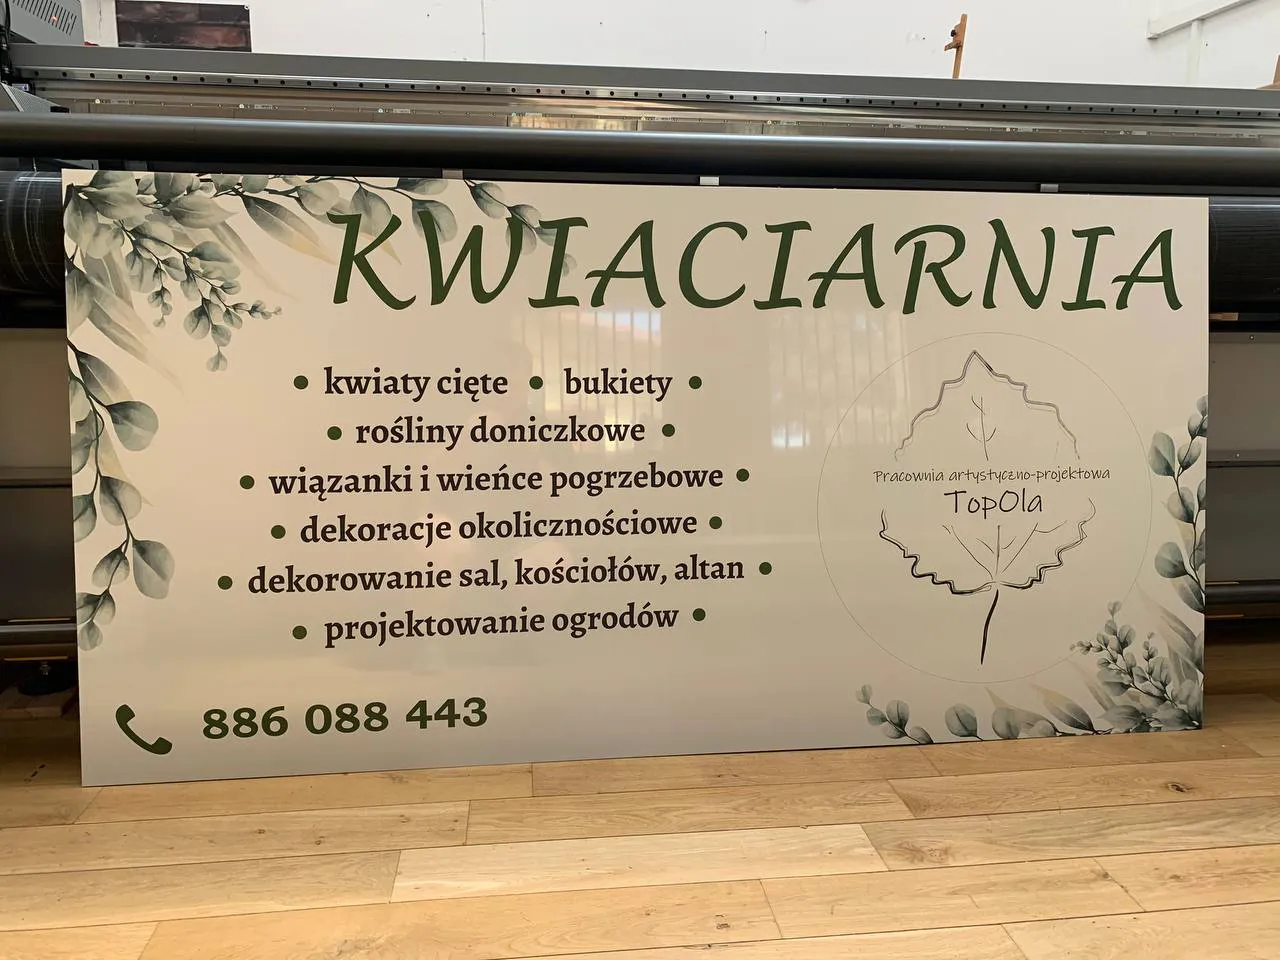 KWIACIARNIA
• kwiaty cięte • bukiety •
• rośliny doniczkowe •
• wiązanki i wieńce pogrzebowe •
• dekoracje okolicznościowe •
• dekorowanie sal, kościołów, altan •
• projektowanie ogrodów •
886 088 443
Pracownia artystyczno-projektowa
TopOla